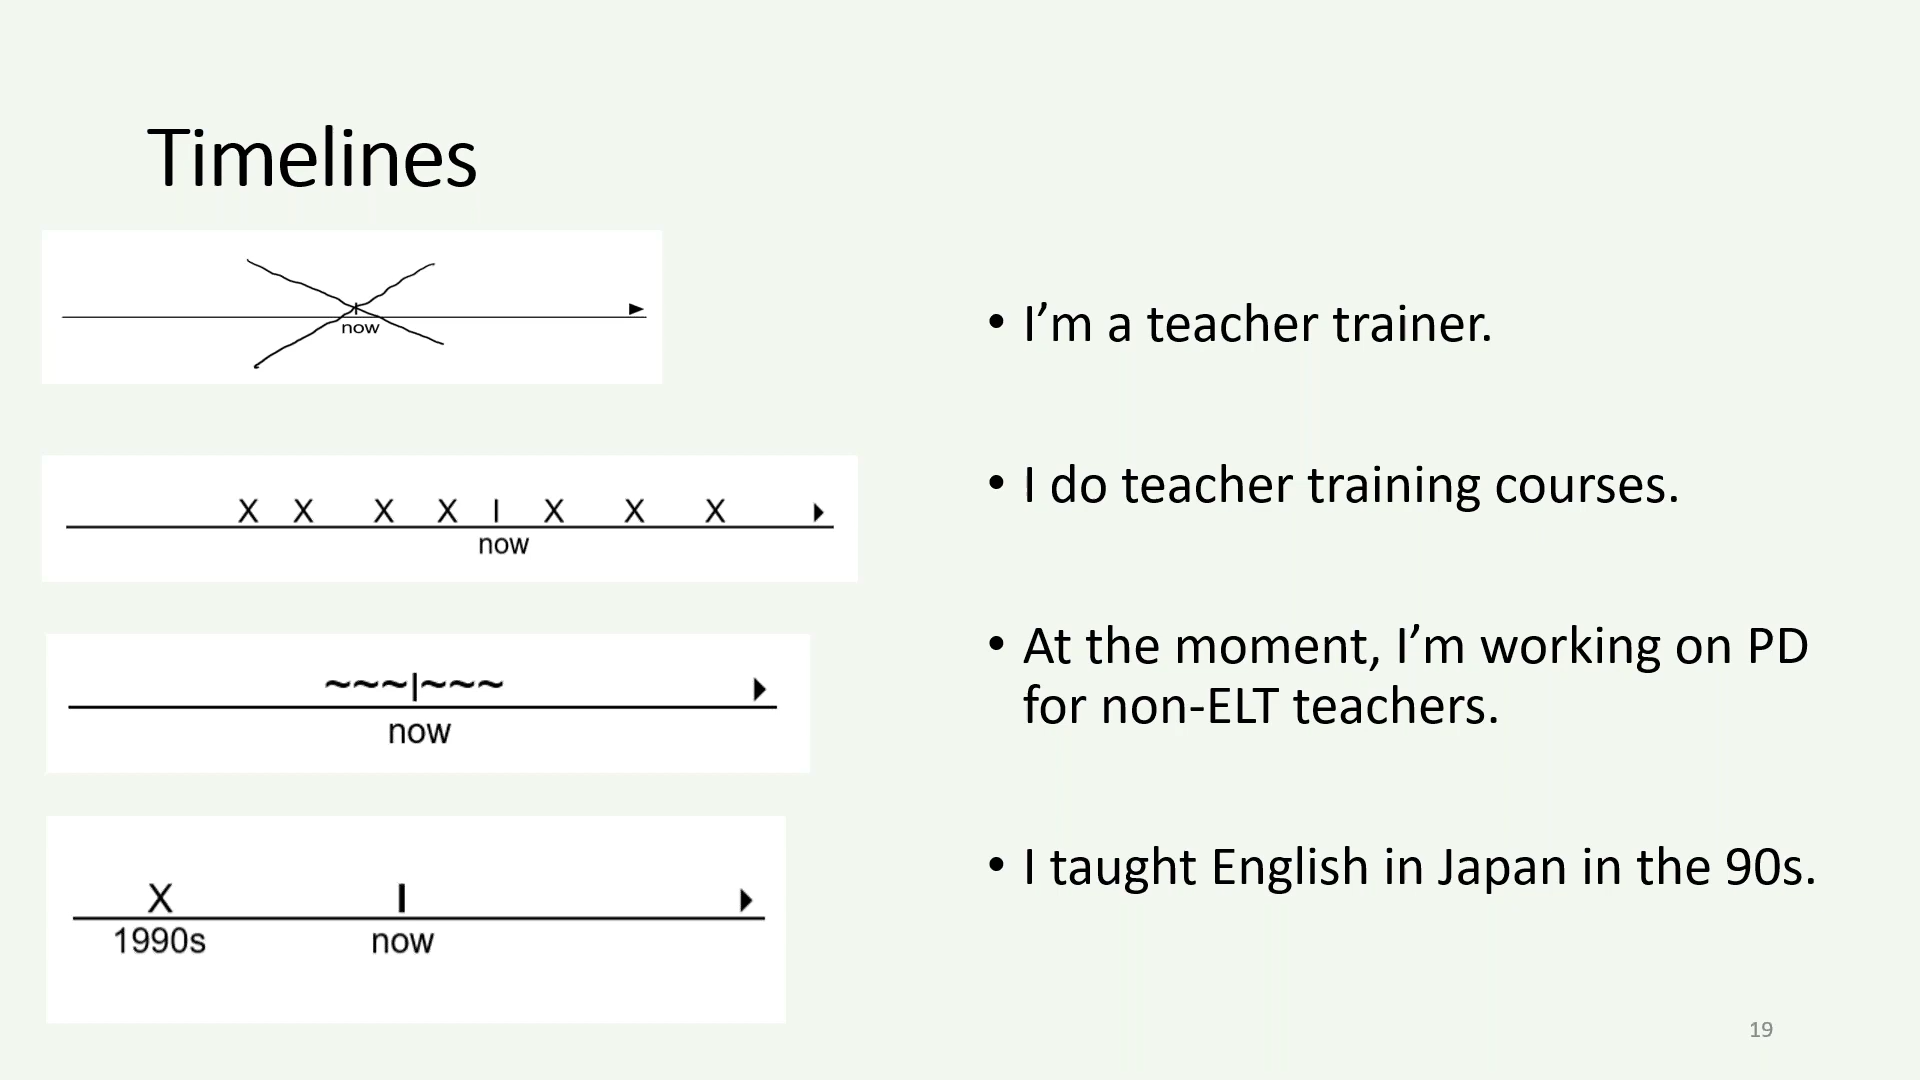 Timelines
now
• I’m a teacher trainer.
X X X X I X X X
now
• I do teacher training courses.
~~~|~~~
now
• At the moment, I’m working on PD
for non-ELT teachers.
X I
1990s now
• I taught English in Japan in the 90s.
19